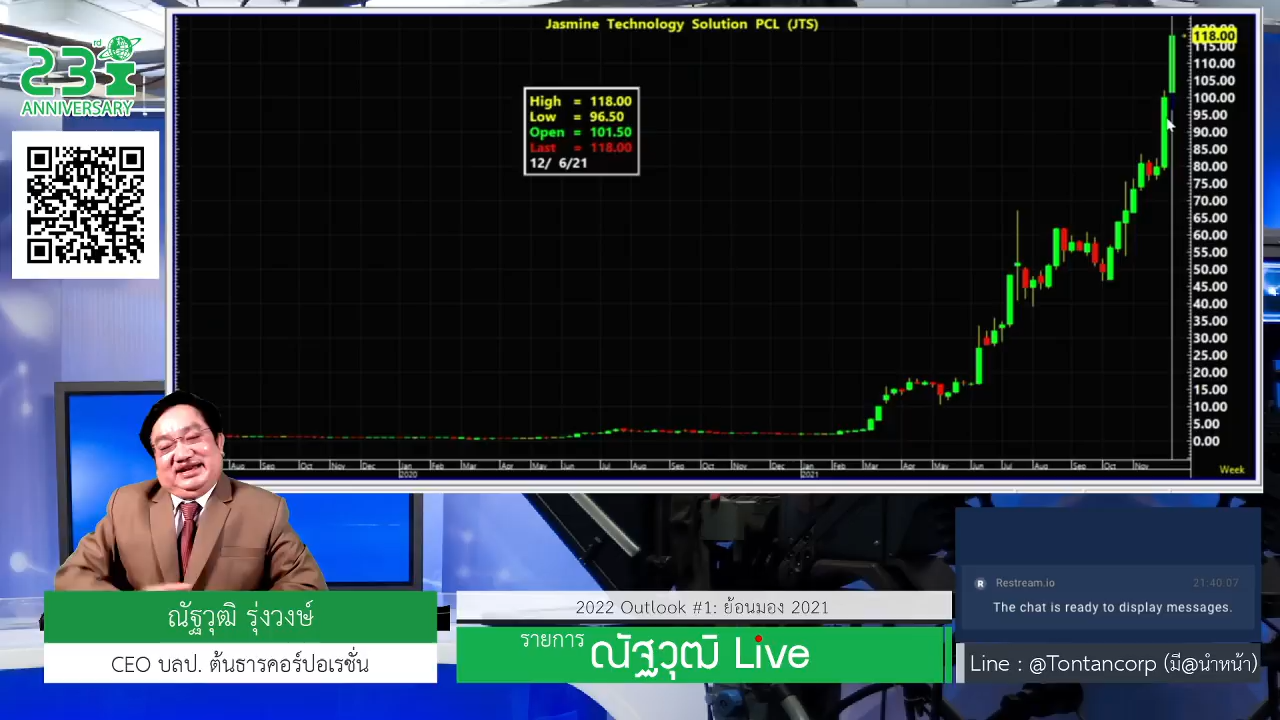 23rd
ANNIVERSARY
Jasmine Technology Solution PCL (JTS)
High = 118.00
Low = 96.50
Open = 101.50
Last = 118.00
12/ 6/21
120.00
118.00
115.00
110.00
105.00
100.00
95.00
90.00
85.00
80.00
75.00
70.00
65.00
60.00
55.00
50.00
45.00
40.00
35.00
30.00
25.00
20.00
15.00
10.00
5.00
0.00
Aug Sep Oct Nov Dec Jan Feb Mar Apr May Jun Jul Aug Sep Oct Nov Dec Jan Feb Mar Apr May Jun Jul Aug Sep Oct Nov
2020 2021
Week
ณัฐวุฒิ รุ่งวงษ์
CEO บลป. ต้นธารคอร์ปอเรชั่น
2022 Outlook #1: ย้อนมอง 2021
รายการ ณัฐวุฒิ Live
R Restream.io 21:40:07
The chat is ready to display messages.
Line : @Tontancorp (มี@นำหน้า)